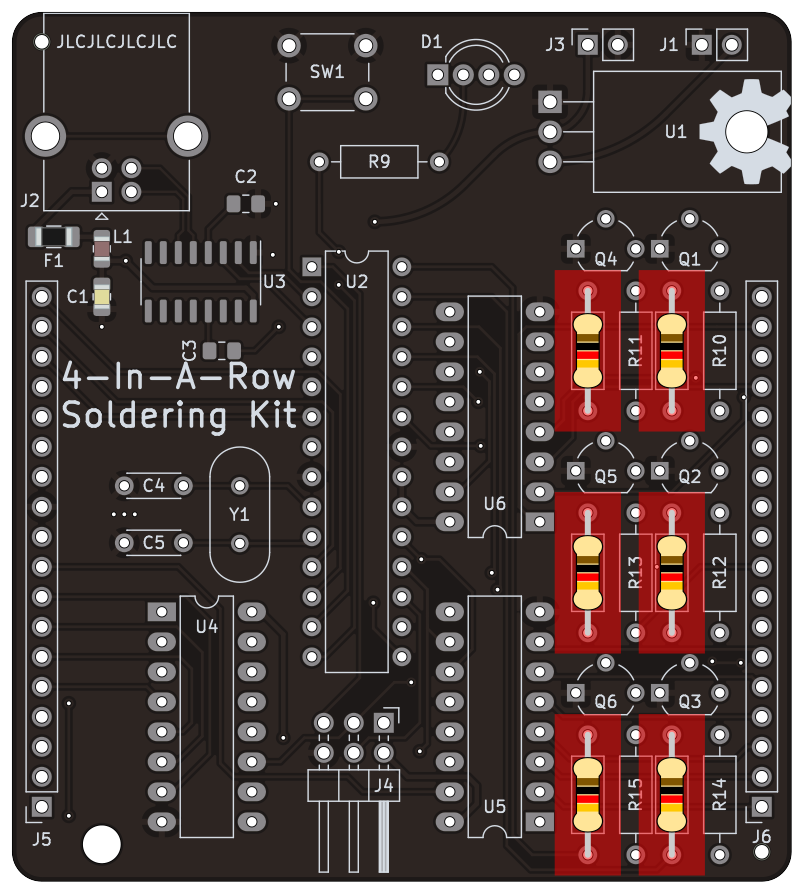 JLCJLCJLCJLC
SW1
D1
J3
J1
U1
R9
J2
C2
L1
F1
U3
U2
Q4
Q1
C1
C3
R11
R10
4-In-A-Row
Soldering Kit
C4
Y1
U6
Q5
Q2
C5
R13
R12
U4
Q6
Q3
J4
U5
R15
R14
J5
J6